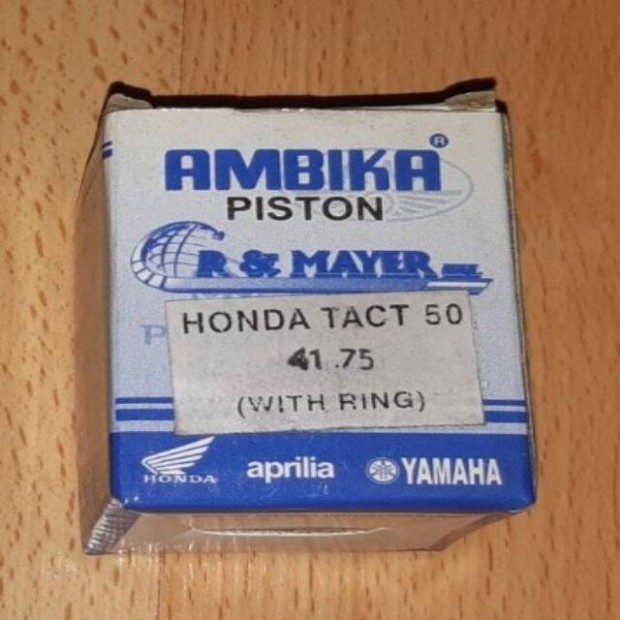 AMBIKA®
PISTON
R & MAYER
HONDA TACT 50
41.75
(WITH RING)
HONDA aprilia YAMAHA